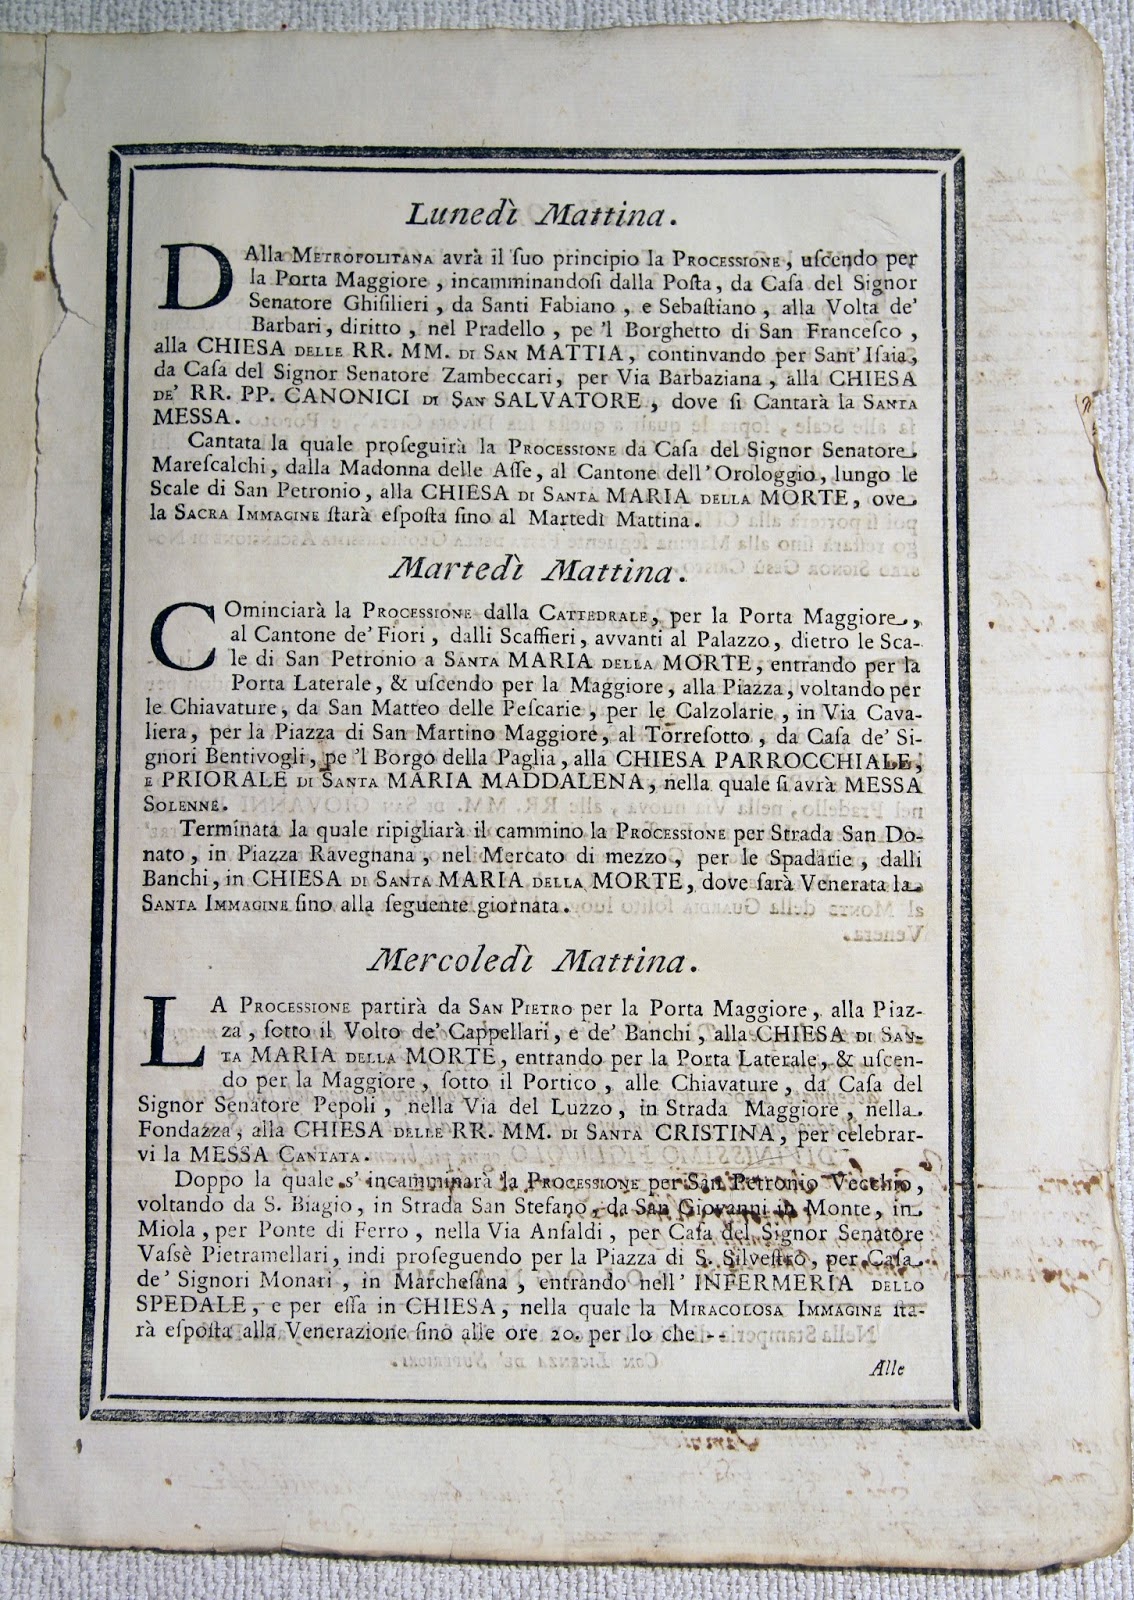 Lunedì Mattina.
DAlla METROPOLITANA avrà il ſuo principio la PROCESSIONE, uſcendo per
la Porta Maggiore, incamminandoſi dalla Poſta, da Caſa del Signor
Senatore Ghiſilieri, da Santi Fabiano, e Sebaſtiano, alla Volta de'
Barbari, diritto, nel Pradello, pe 'l Borghetto di San Franceſco,
alla CHIESA DELLE RR. MM. DI SAN MATTIA, continvando per Sant' Iſaia,
da Caſa del Signor Senatore Zambeccari, per Via Barbaziana, alla CHIESA
DE' RR. PP. CANONICI DI SAN SALVATORE, dove ſi Cantarà la SANTA
MESSA.
Cantata la quale proſeguirà la PROCESSIONE da Caſa del Signor Senatore
Mareſcalchi, dalla Madonna delle Aſſe, al Cantone dell' Orologgio, lungo le
Scale di San Petronio, alla CHIESA DI SANTA MARIA DELLA MORTE, ove
la SACRA IMMAGINE ſtarà eſpoſta ſino al Martedì Mattina.
Martedì Mattina.
COminciarà la PROCESSIONE dalla CATTEDRALE, per la Porta Maggiore,
al Cantone de' Fiori, dalli Scaffieri, avvanti al Palazzo, dietro le Sca-
le di San Petronio a SANTA MARIA DELLA MORTE, entrando per la
Porta Laterale, & uſcendo per la Maggiore, alla Piazza, voltando per
le Chiavature, da San Matteo delle Peſcarie, per le Calzolarie, in Via Cava-
liera, per la Piazza di San Martino Maggiore, al Torreſotto, da Caſa de' Si-
gnori Bentivogli, pe 'l Borgo della Paglia, alla CHIESA PARROCCHIALE,
E PRIORALE DI SANTA MARIA MADDALENA, nella quale ſi avrà MESSA
SOLENNE.
Terminata la quale ripigliarà il cammino la PROCESSIONE per Strada San Do-
nato, in Piazza Ravegnana, nel Mercato di mezzo, per le Spadarie, dalli
Banchi, in CHIESA DI SANTA MARIA DELLA MORTE, dove ſarà Venerata la
SANTA IMMAGINE ſino alla ſeguente giornata.
Mercoledì Mattina.
LA PROCESSIONE partirà da SAN PIETRO per la Porta Maggiore, alla Piaz-
za, ſotto il Volto de' Cappellari, e de' Banchi, alla CHIESA DI SAN-
TA MARIA DELLA MORTE, entrando per la Porta Laterale, & uſcen-
do per la Maggiore, ſotto il Portico, alle Chiavature, da Caſa del
Signor Senatore Pepoli, nella Via del Luzzo, in Strada Maggiore, nella
Fondazza, alla CHIESA DELLE RR. MM. DI SANTA CRISTINA, per celebrar-
vi la MESSA CANTATA.
Doppo la quale s' incamminarà la PROCESSIONE per San Petronio Vecchio,
voltando da S. Biagio, in Strada San Stefano, da San Giovanni in Monte, in
Miola, per Ponte di Ferro, nella Via Anſaldi, per Caſa del Signor Senatore
Vaſsè Pietramellari, indi proſeguendo per la Piazza di S. Silveſtro, per Caſa
de' Signori Monari, in Marcheſana, entrando nell' INFERMERIA DELLO
SPEDALE, e per eſſa in CHIESA, nella quale la MIRACOLOSA IMMAGINE ſta-
rà eſpoſta alla Venerazione ſino alle ore 20. per lo che --
Alle